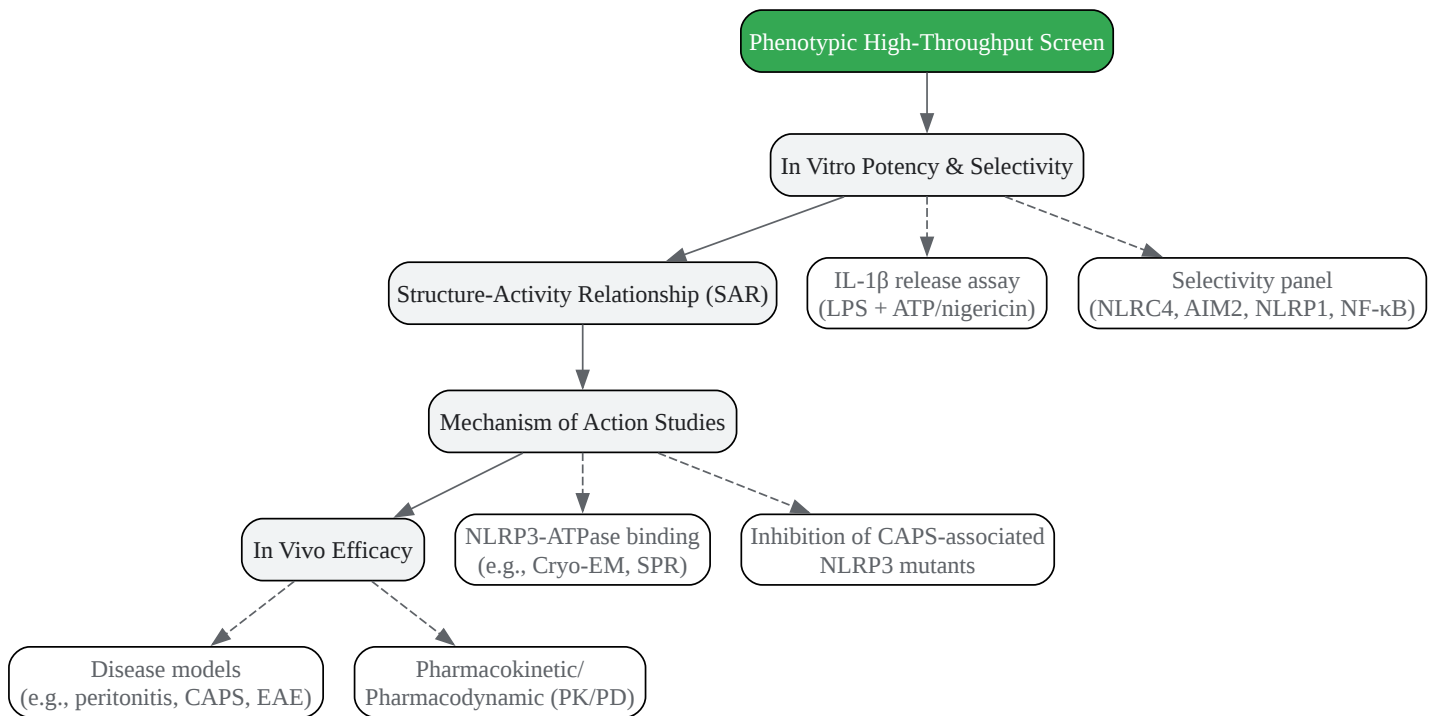 Phenotypic High-Throughput Screen
In Vitro Potency & Selectivity
Structure-Activity Relationship (SAR)
IL-1β release assay
(LPS + ATP/nigericin)
Selectivity panel
(NLRC4, AIM2, NLRP1, NF-κB)
Mechanism of Action Studies
In Vivo Efficacy
NLRP3-ATPase binding
(e.g., Cryo-EM, SPR)
Inhibition of CAPS-associated
NLRP3 mutants
Disease models
(e.g., peritonitis, CAPS, EAE)
Pharmacokinetic/
Pharmacodynamic (PK/PD)